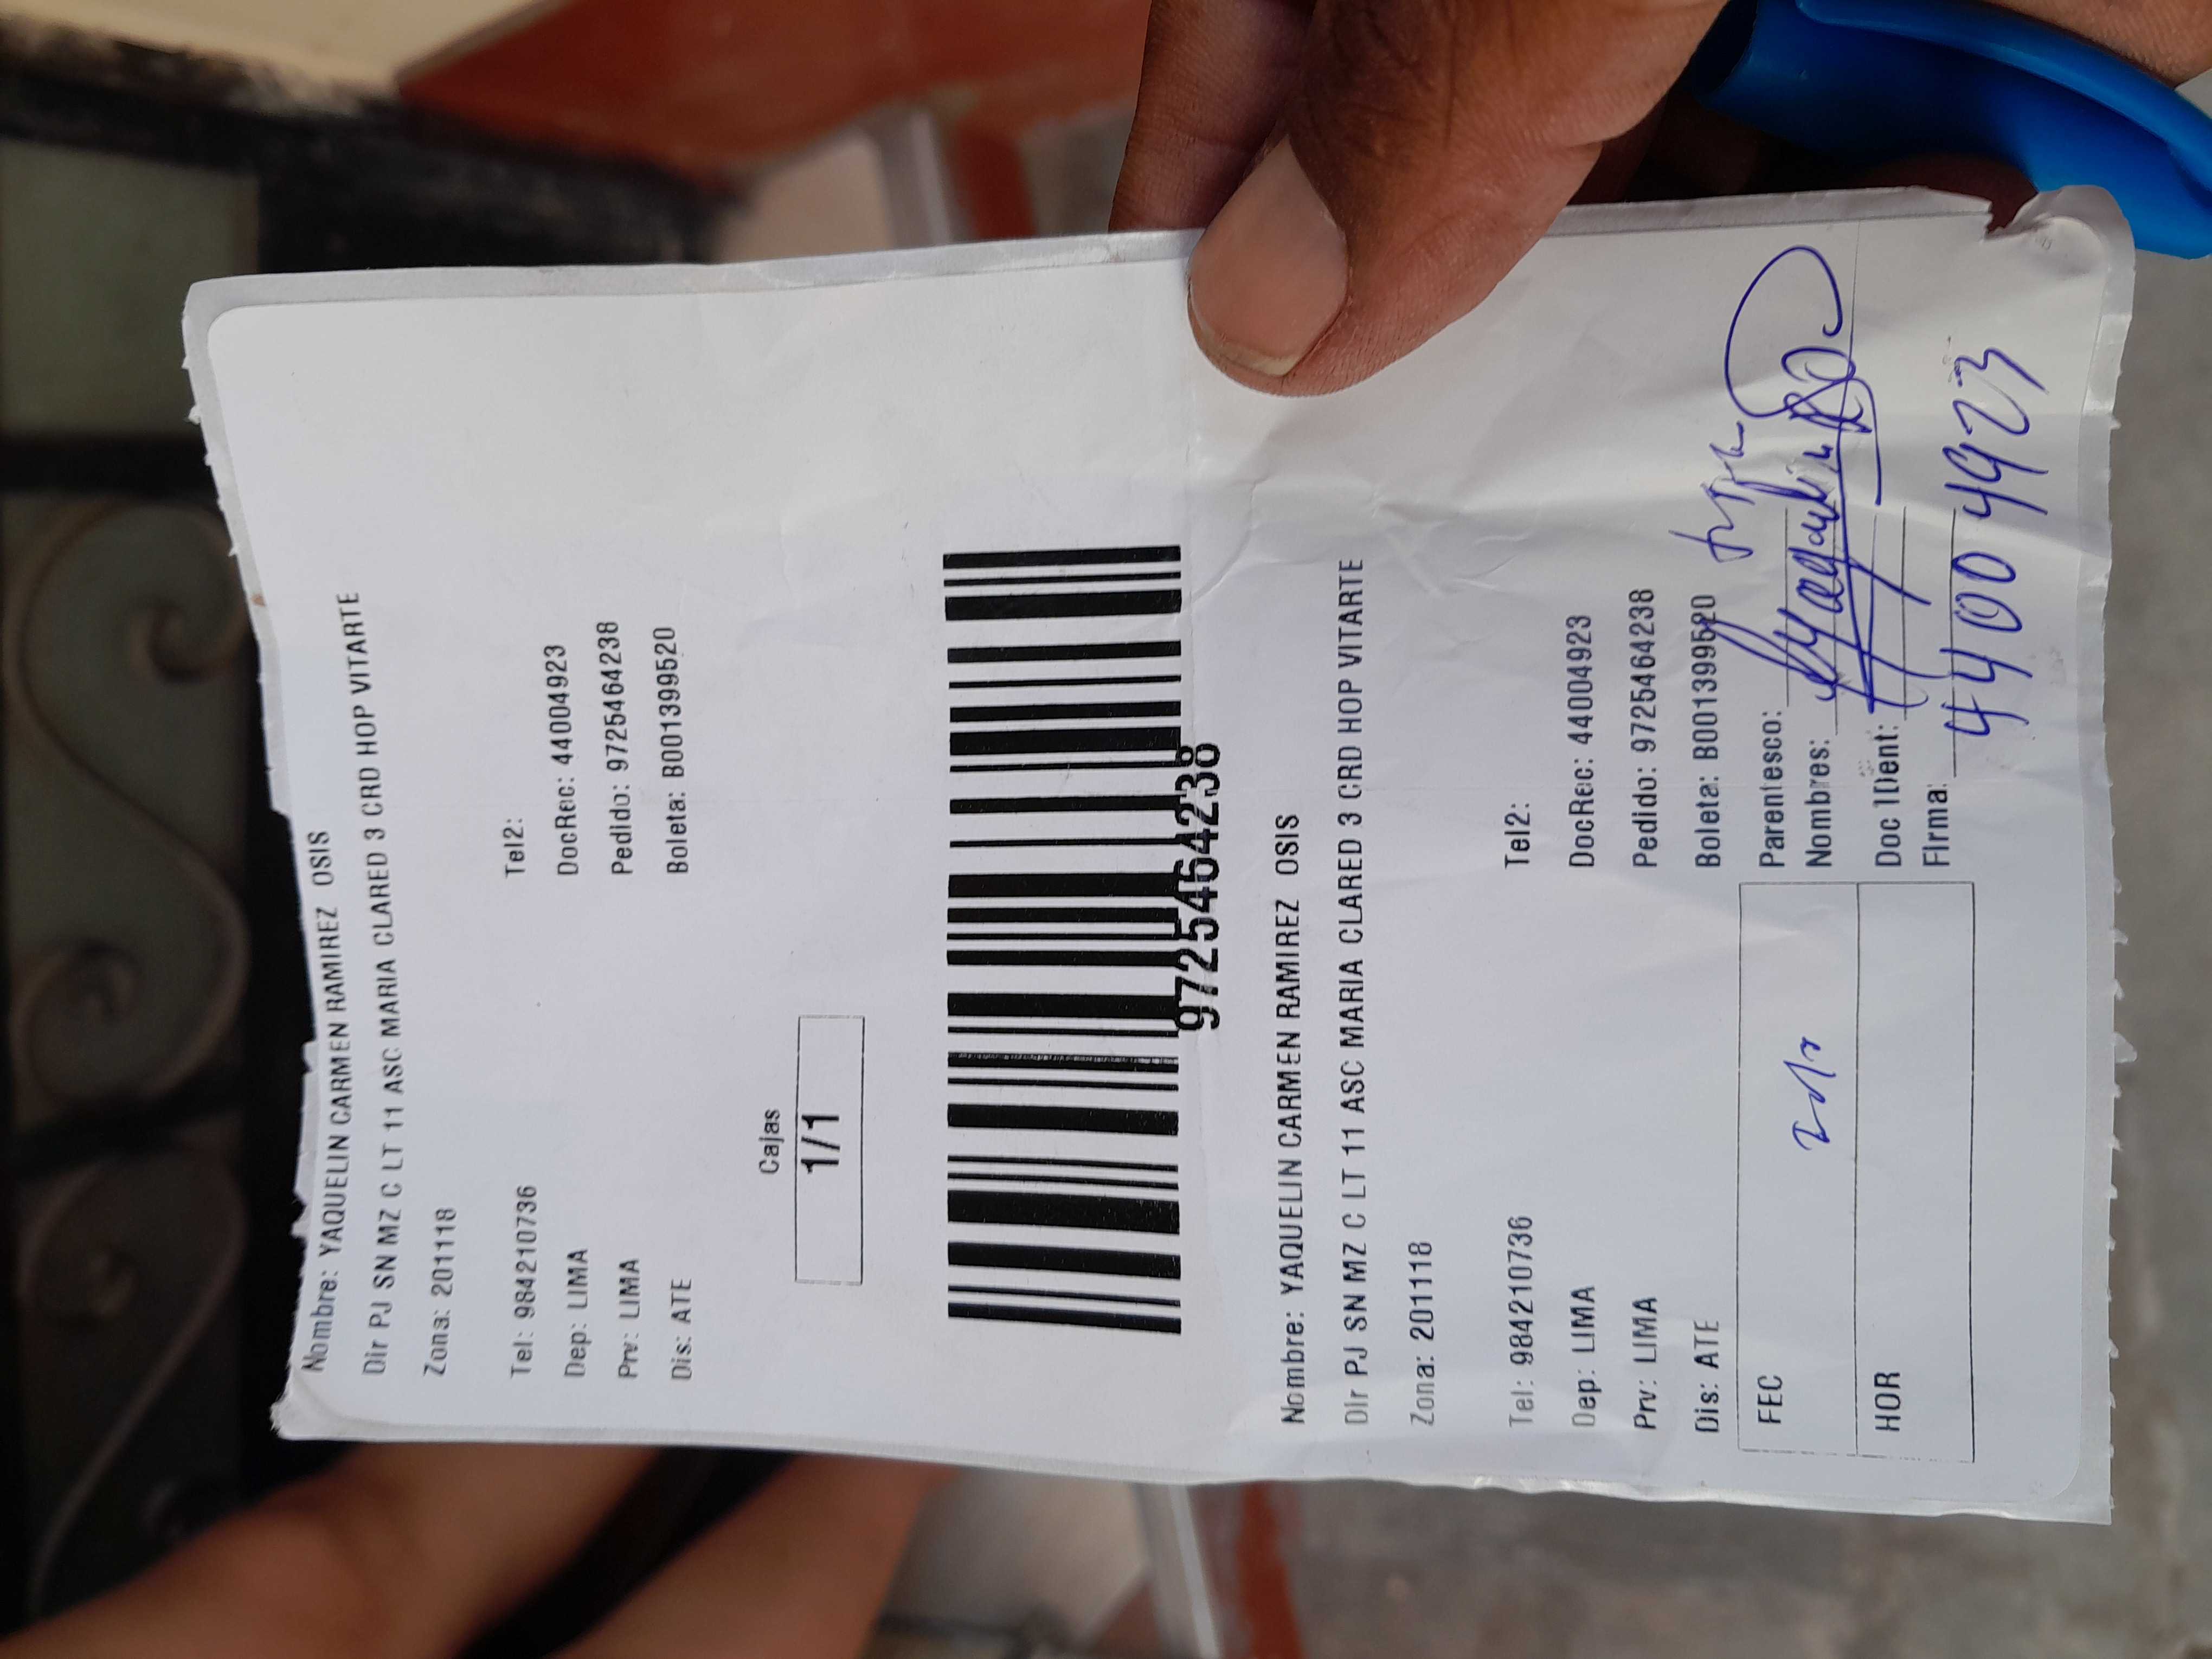 Nombre: YAQUELIN CARMEN RAMIREZ OSIS
Dir PJ SN MZ C LT 11 ASC MARIA CLARED 3 CRD HOP VITARTE
Zona: 201118
Tel: 984210736 Tel2:
Dep: LIMA DocRec: 44004923
Prv: LIMA Pedido: 972546464238
Dis: ATE Boleta: B001399520
Cajas
1/1
97254642 38
Nombre: YAQUELIN CARMEN RAMIREZ OSIS
Dir PJ SN MZ C LT 11 ASC MARIA CLARED 3 CRD HOP VITARTE
Zona: 201118
Tel: 984210736 Tel2:
Dep: LIMA DocRec: 44004923
Prv: LIMA Pedido: 9725464238
Dis: ATE Boleta: B001399520
FEC Parentesco:
Nombres:
HOR Doc IDent:
Firma:
44004923